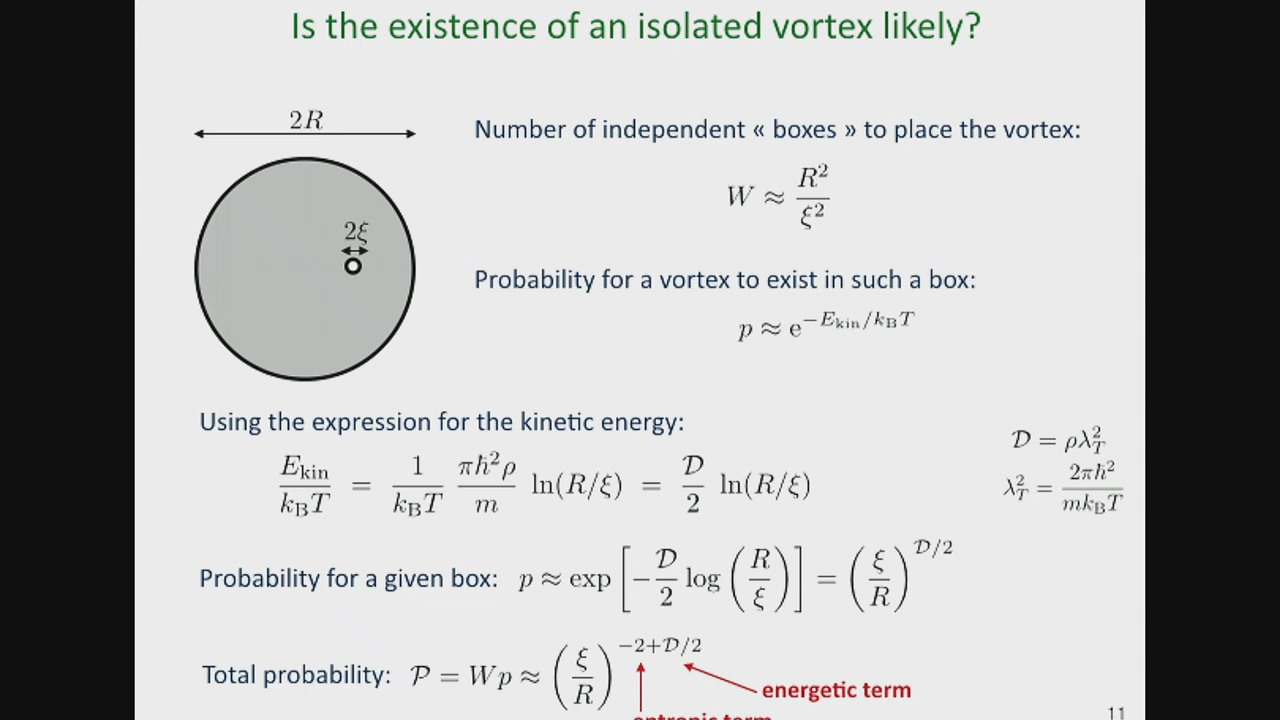 Is the existence of an isolated vortex likely?
2R
2ξ
Number of independent « boxes » to place the vortex:
W ≈ R² / ξ²
Probability for a vortex to exist in such a box:
p ≈ e^{−E_kin/k_B T}
Using the expression for the kinetic energy:
E_kin / k_B T = 1 / k_B T πℏ²ρ / m ln(R/ξ) = 𝒟 / 2 ln(R/ξ)
𝒟 = ρλ_T²
λ_T² = 2πℏ² / m k_B T
Probability for a given box: p ≈ exp [−𝒟/2 log (R/ξ)] = (ξ/R)^{𝒟/2}
Total probability: 𝒫 = Wp ≈ (ξ/R)^{−2+𝒟/2}
energetic term
entropic term
11